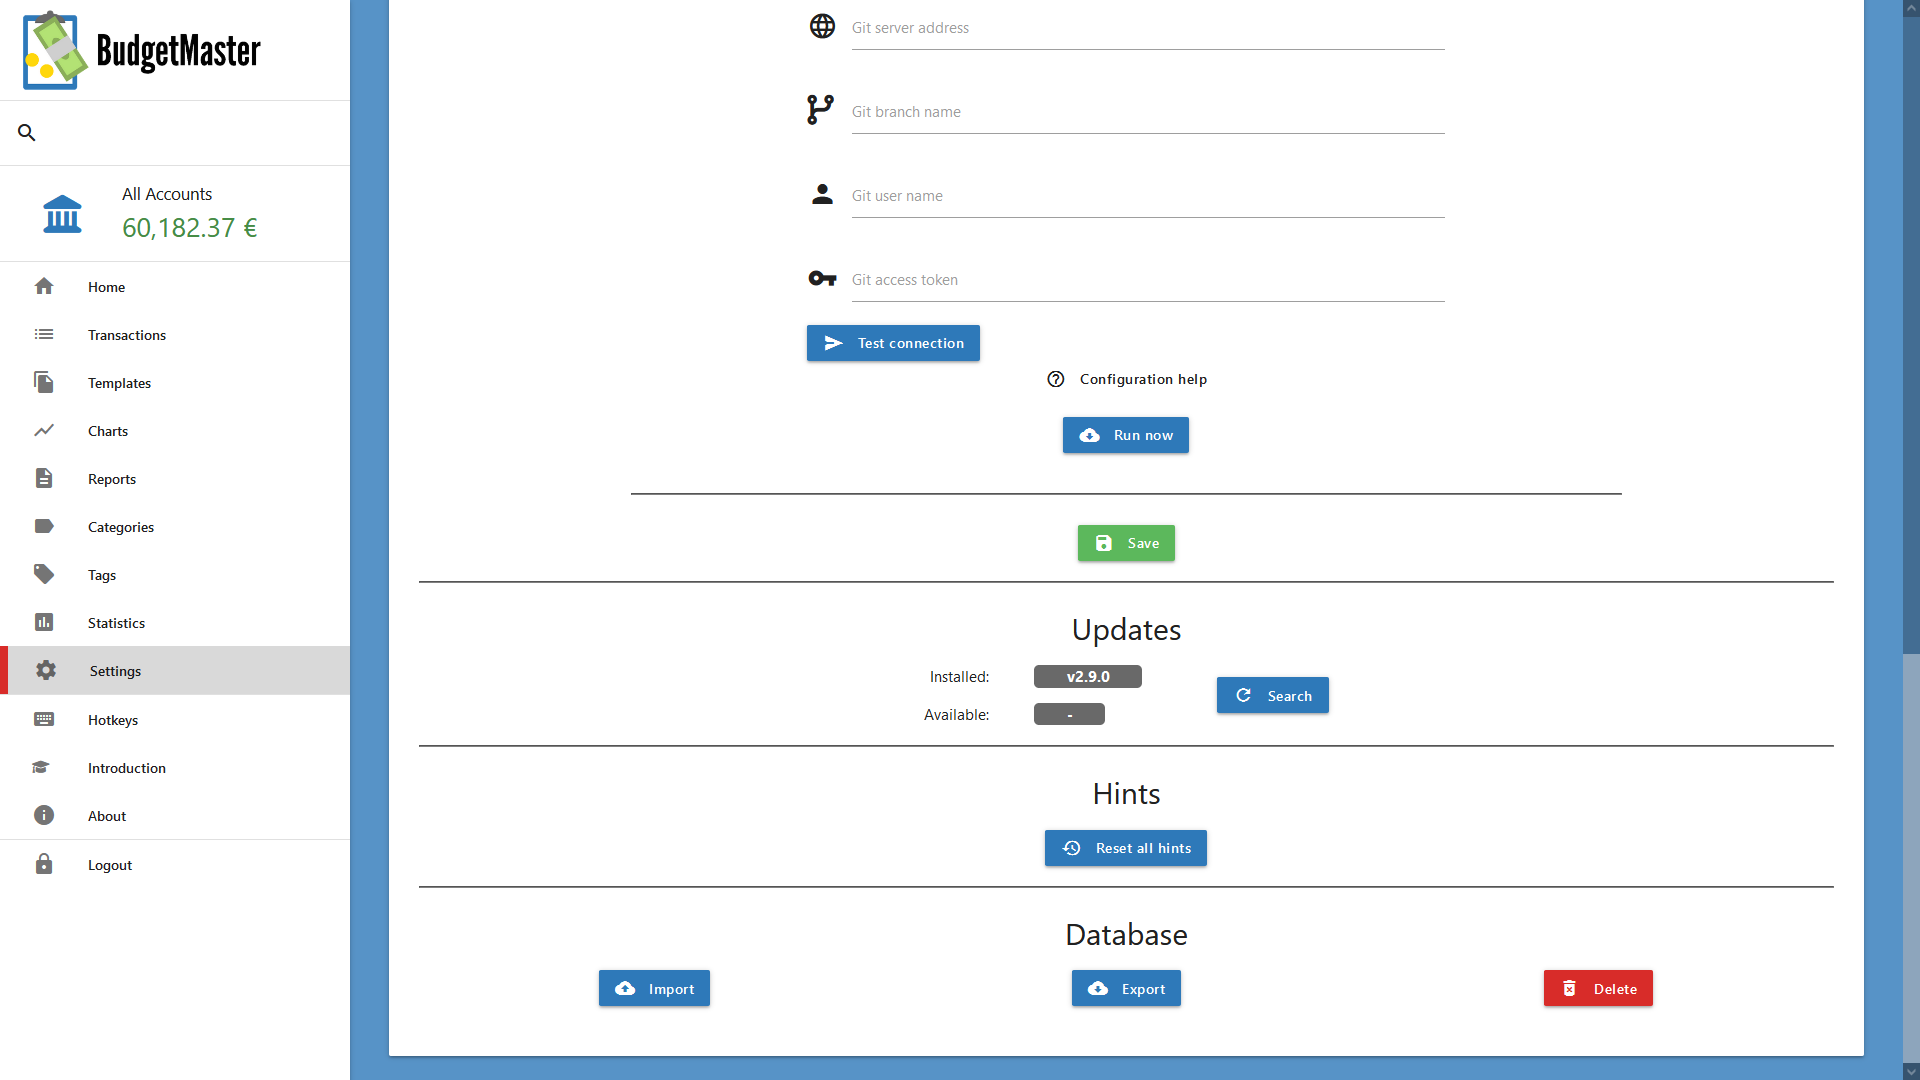 BudgetMaster
All Accounts
60,182.37 €
Home
Transactions
Templates
Charts
Reports
Categories
Tags
Statistics
Settings
Hotkeys
Introduction
About
Logout
Git server address
Git branch name
Git user name
Git access token
Test connection
Configuration help
Run now
Save
Updates
Installed: v2.9.0
Available: -
Search
Hints
Reset all hints
Database
Import Export Delete